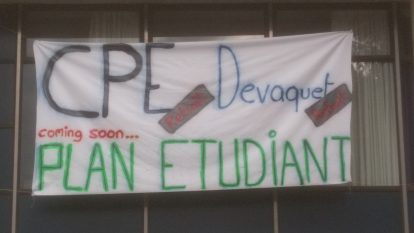 CPE Devaquet
coming soon...
PLAN ETUDIANT